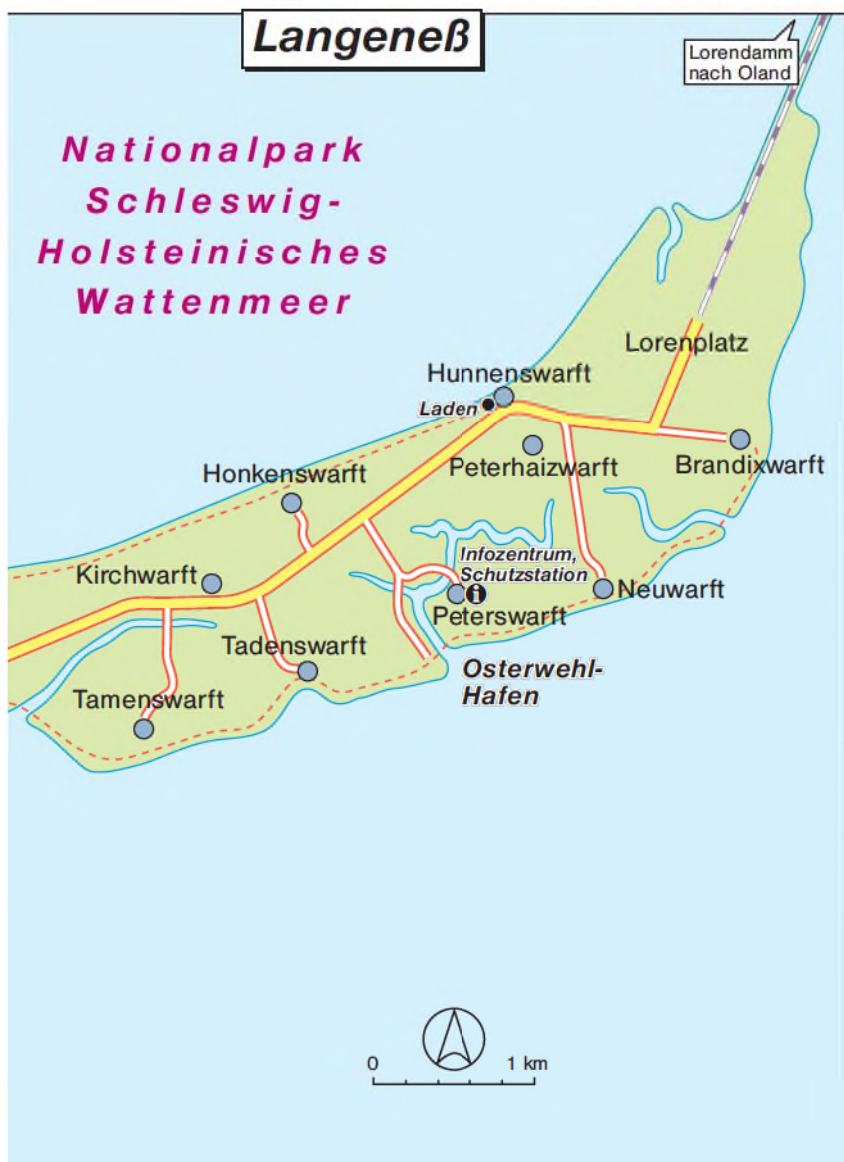 Langeneß
Lorendamm
nach Oland
Nationalpark
Schleswig-
Holsteinisches
Wattenmeer
Lorenplatz
Hunnenswarft
Laden
Honkenswarft
Peterhaizwarft
Brandixwarft
Infozentrum,
Schutzstation
Kirchwarft
Neuwarft
Peterswarft
Tadenswarft
Osterwehl-
Hafen
Tamenswarft
0 1 km